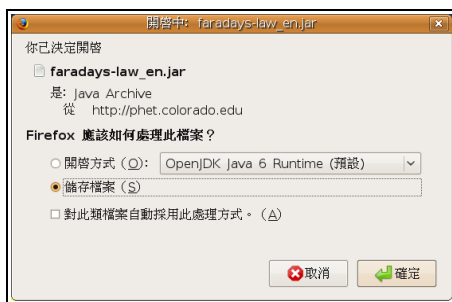 開啓中: faradays-law_en.jar
你已決定開啓
faradays-law_en.jar
是: Java Archive
從 http://phet.colorado.edu
Firefox 應該如何處理此檔案？
開啓方式 (O): OpenJDK Java 6 Runtime (預設)
儲存檔案 (S)
對此類檔案自動採用此處理方式。(A)
取消 確定